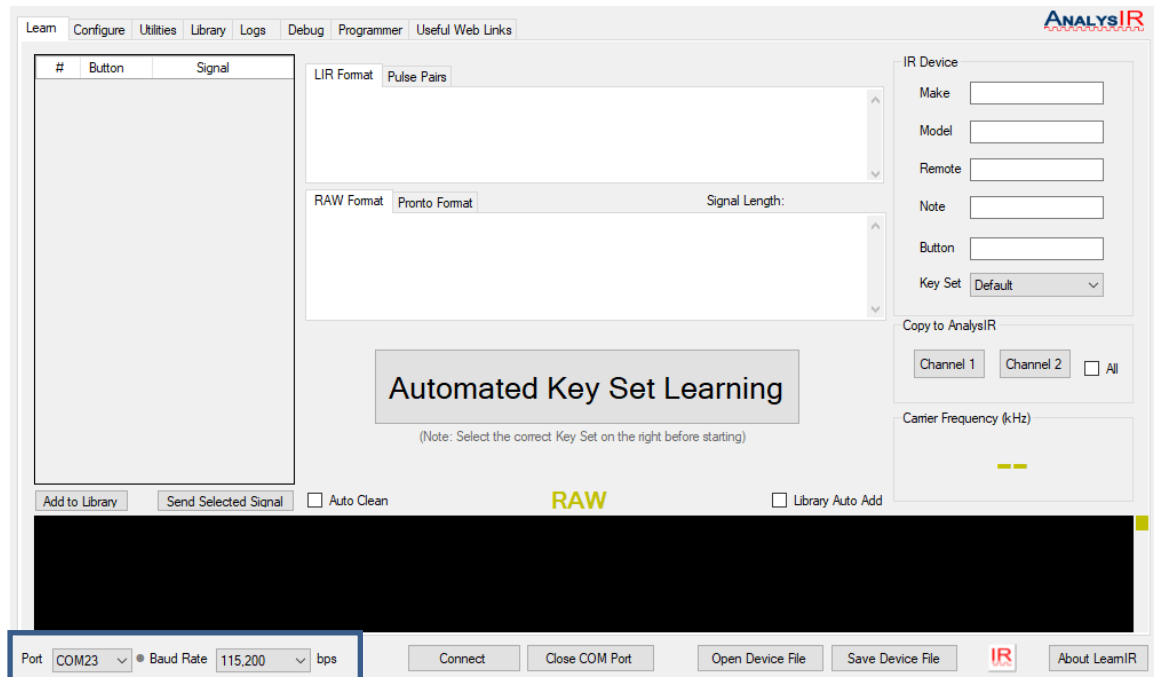 ANALYSIR
Learn Configure Utilities Library Logs Debug Programmer Useful Web Links
# Button Signal
LIR Format Pulse Pairs
RAW Format Pronto Format Signal Length:
Automated Key Set Learning
(Note: Select the correct Key Set on the right before starting)
IR Device
Make
Model
Remote
Note
Button
Key Set Default
Copy to AnalysIR
Channel 1 Channel 2 All
Carrier Frequency (kHz)
--
Add to Library Send Selected Signal Auto Clean RAW Library Auto Add
Port COM23 Baud Rate 115,200 bps Connect Close COM Port Open Device File Save Device File IR About LearnIR